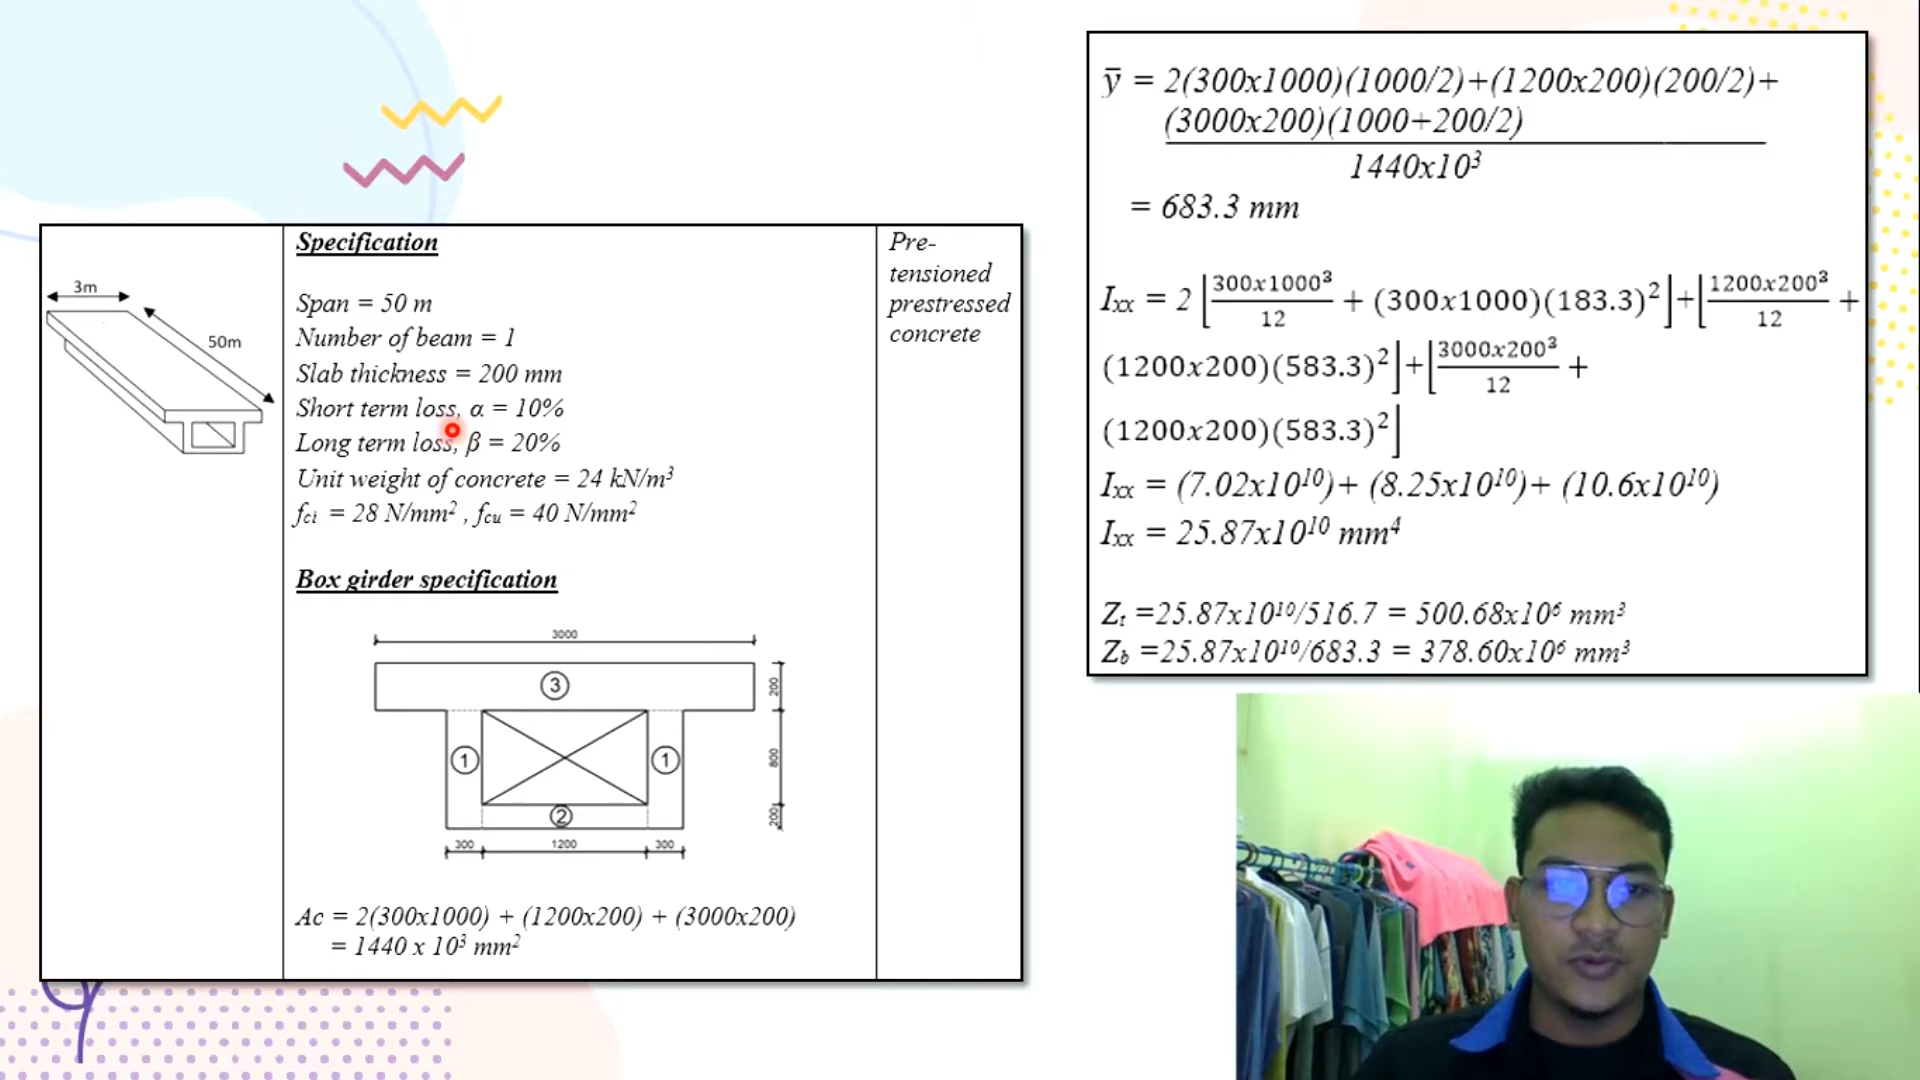 3m
50m
Specification
Span = 50 m
Number of beam = 1
Slab thickness = 200 mm
Short term loss, α = 10%
Long term loss, β = 20%
Unit weight of concrete = 24 kN/m³
fci = 28 N/mm² , fcu = 40 N/mm²
Box girder specification
3000
3
200
1
1
800
2
200
300 1200 300
Ac = 2(300x1000) + (1200x200) + (3000x200)
= 1440 x 10³ mm²
Pre-
tensioned
prestressed
concrete
ȳ = 2(300x1000)(1000/2)+(1200x200)(200/2)+
(3000x200)(1000+200/2)
1440x10³
= 683.3 mm
Ixx = 2 [300x1000³/12 + (300x1000)(183.3)²]+[1200x200³/12 +
(1200x200)(583.3)²]+[3000x200³/12 +
(1200x200)(583.3)²]
Ixx = (7.02x10¹⁰)+ (8.25x10¹⁰)+ (10.6x10¹⁰)
Ixx = 25.87x10¹⁰ mm⁴
Zt =25.87x10¹⁰/516.7 = 500.68x10⁶ mm³
Zb =25.87x10¹⁰/683.3 = 378.60x10⁶ mm³